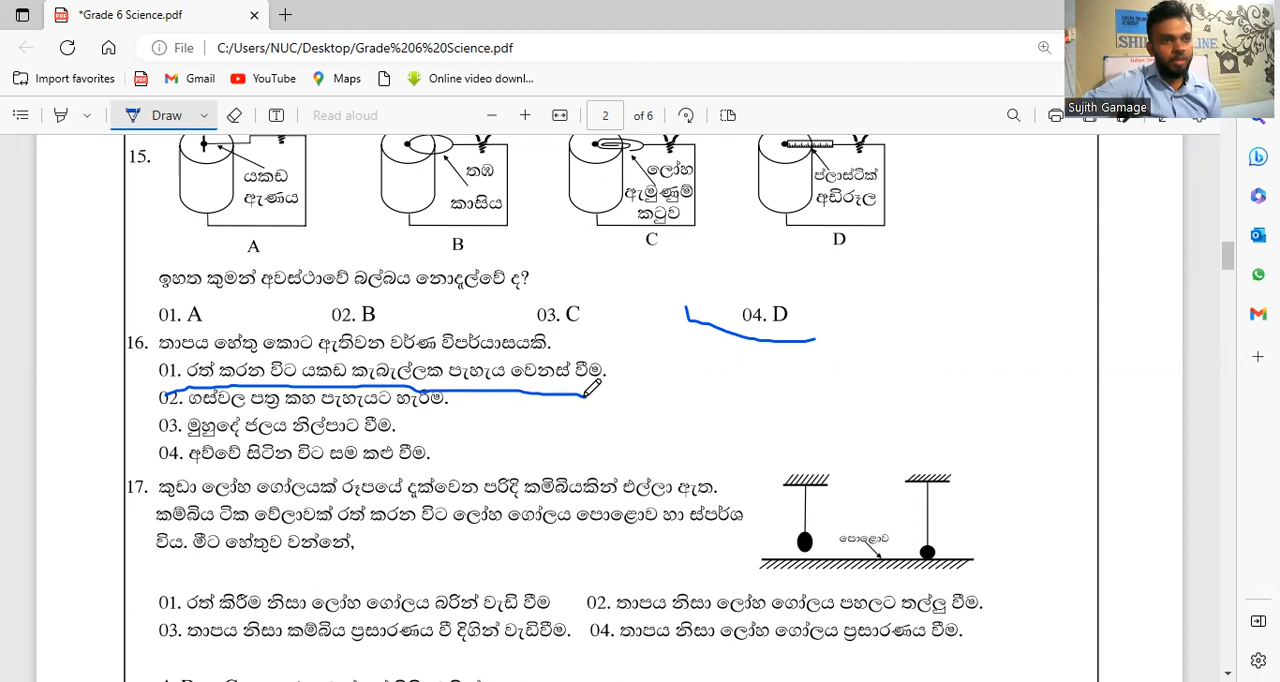 *Grade 6 Science.pdf
File C:/Users/NUC/Desktop/Grade%206%20Science.pdf
Import favorites Gmail YouTube Maps Online video downl...
Draw Read aloud 2 of 6
Sujith Gamage
15.
යකඩ ඇණය
තඹ කාසිය
ලෝහ ඇමුණුම් කටුව
ප්ලාස්ටික් අඩිරූල
A B C D
ඉහත කුමන් අවස්ථාවේ බල්බය නොදැල්වේ ද?
01. A 02. B 03. C 04. D
16. තාපය හේතු කොට ඇතිවන වර්ණ විපර්යාසයකි.
01. රත් කරන විට යකඩ කැබැල්ලක පැහැය වෙනස් වීම.
02. ගස්වල පත්‍ර කහ පැහැයට හැරීම.
03. මුහුදේ ජලය නිල්පාට වීම.
04. අව්වේ සිටින විට සම කළු වීම.
17. කුඩා ලෝහ ගෝලයක් රූපයේ දැක්වෙන පරිදි කම්බියකින් එල්ලා ඇත.
කම්බිය ටික වේලාවක් රත් කරන විට ලෝහ ගෝලය පොළොව හා ස්පර්ශ
විය. මීට හේතුව වන්නේ,
පොළොව
01. රත් කිරීම නිසා ලෝහ ගෝලය බරින් වැඩි වීම 02. තාපය නිසා ලෝහ ගෝලය පහලට තල්ලු වීම.
03. තාපය නිසා කම්බිය ප්‍රසාරණය වී දිගින් වැඩිවීම. 04. තාපය නිසා ලෝහ ගෝලය ප්‍රසාරණය වීම.